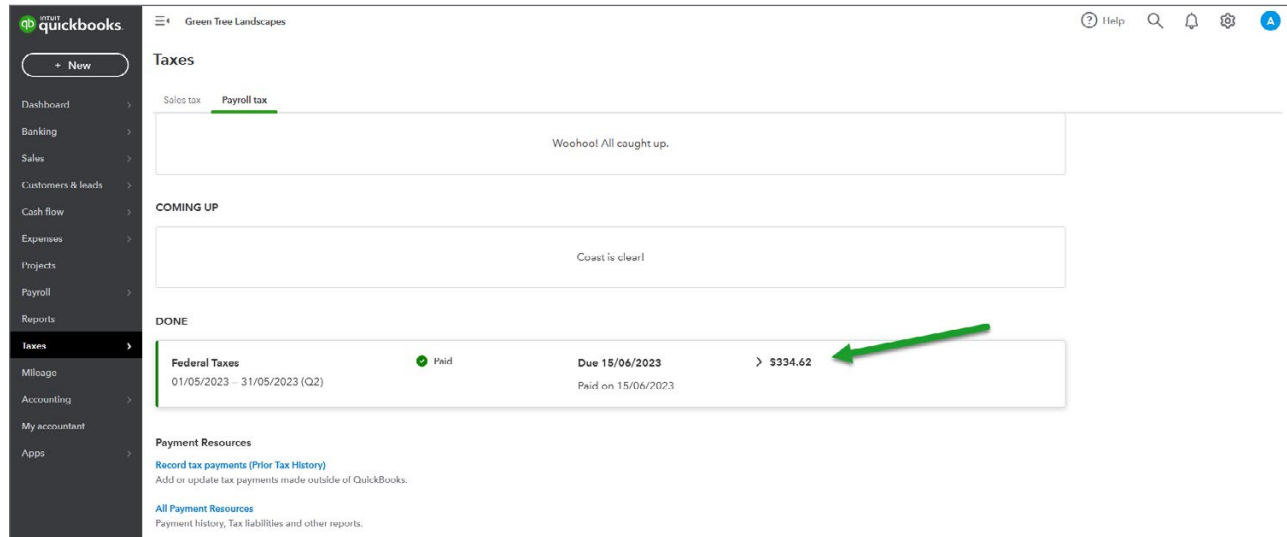 qb INTUIT quickbooks.
Green Tree Landscapes
? Help
A
+ New
Taxes
Sales tax Payroll tax
Dashboard
Banking
Sales
Customers & leads
Cash flow
Expenses
Projects
Payroll
Reports
Taxes
Mileage
Accounting
My accountant
Apps
Woohoo! All caught up.
COMING UP
Coast is clear!
DONE
Federal Taxes Paid Due 15/06/2023 > $334.62
01/05/2023 – 31/05/2023 (Q2) Paid on 15/06/2023
Payment Resources
Record tax payments (Prior Tax History)
Add or update tax payments made outside of QuickBooks.
All Payment Resources
Payment history, Tax liabilities and other reports.